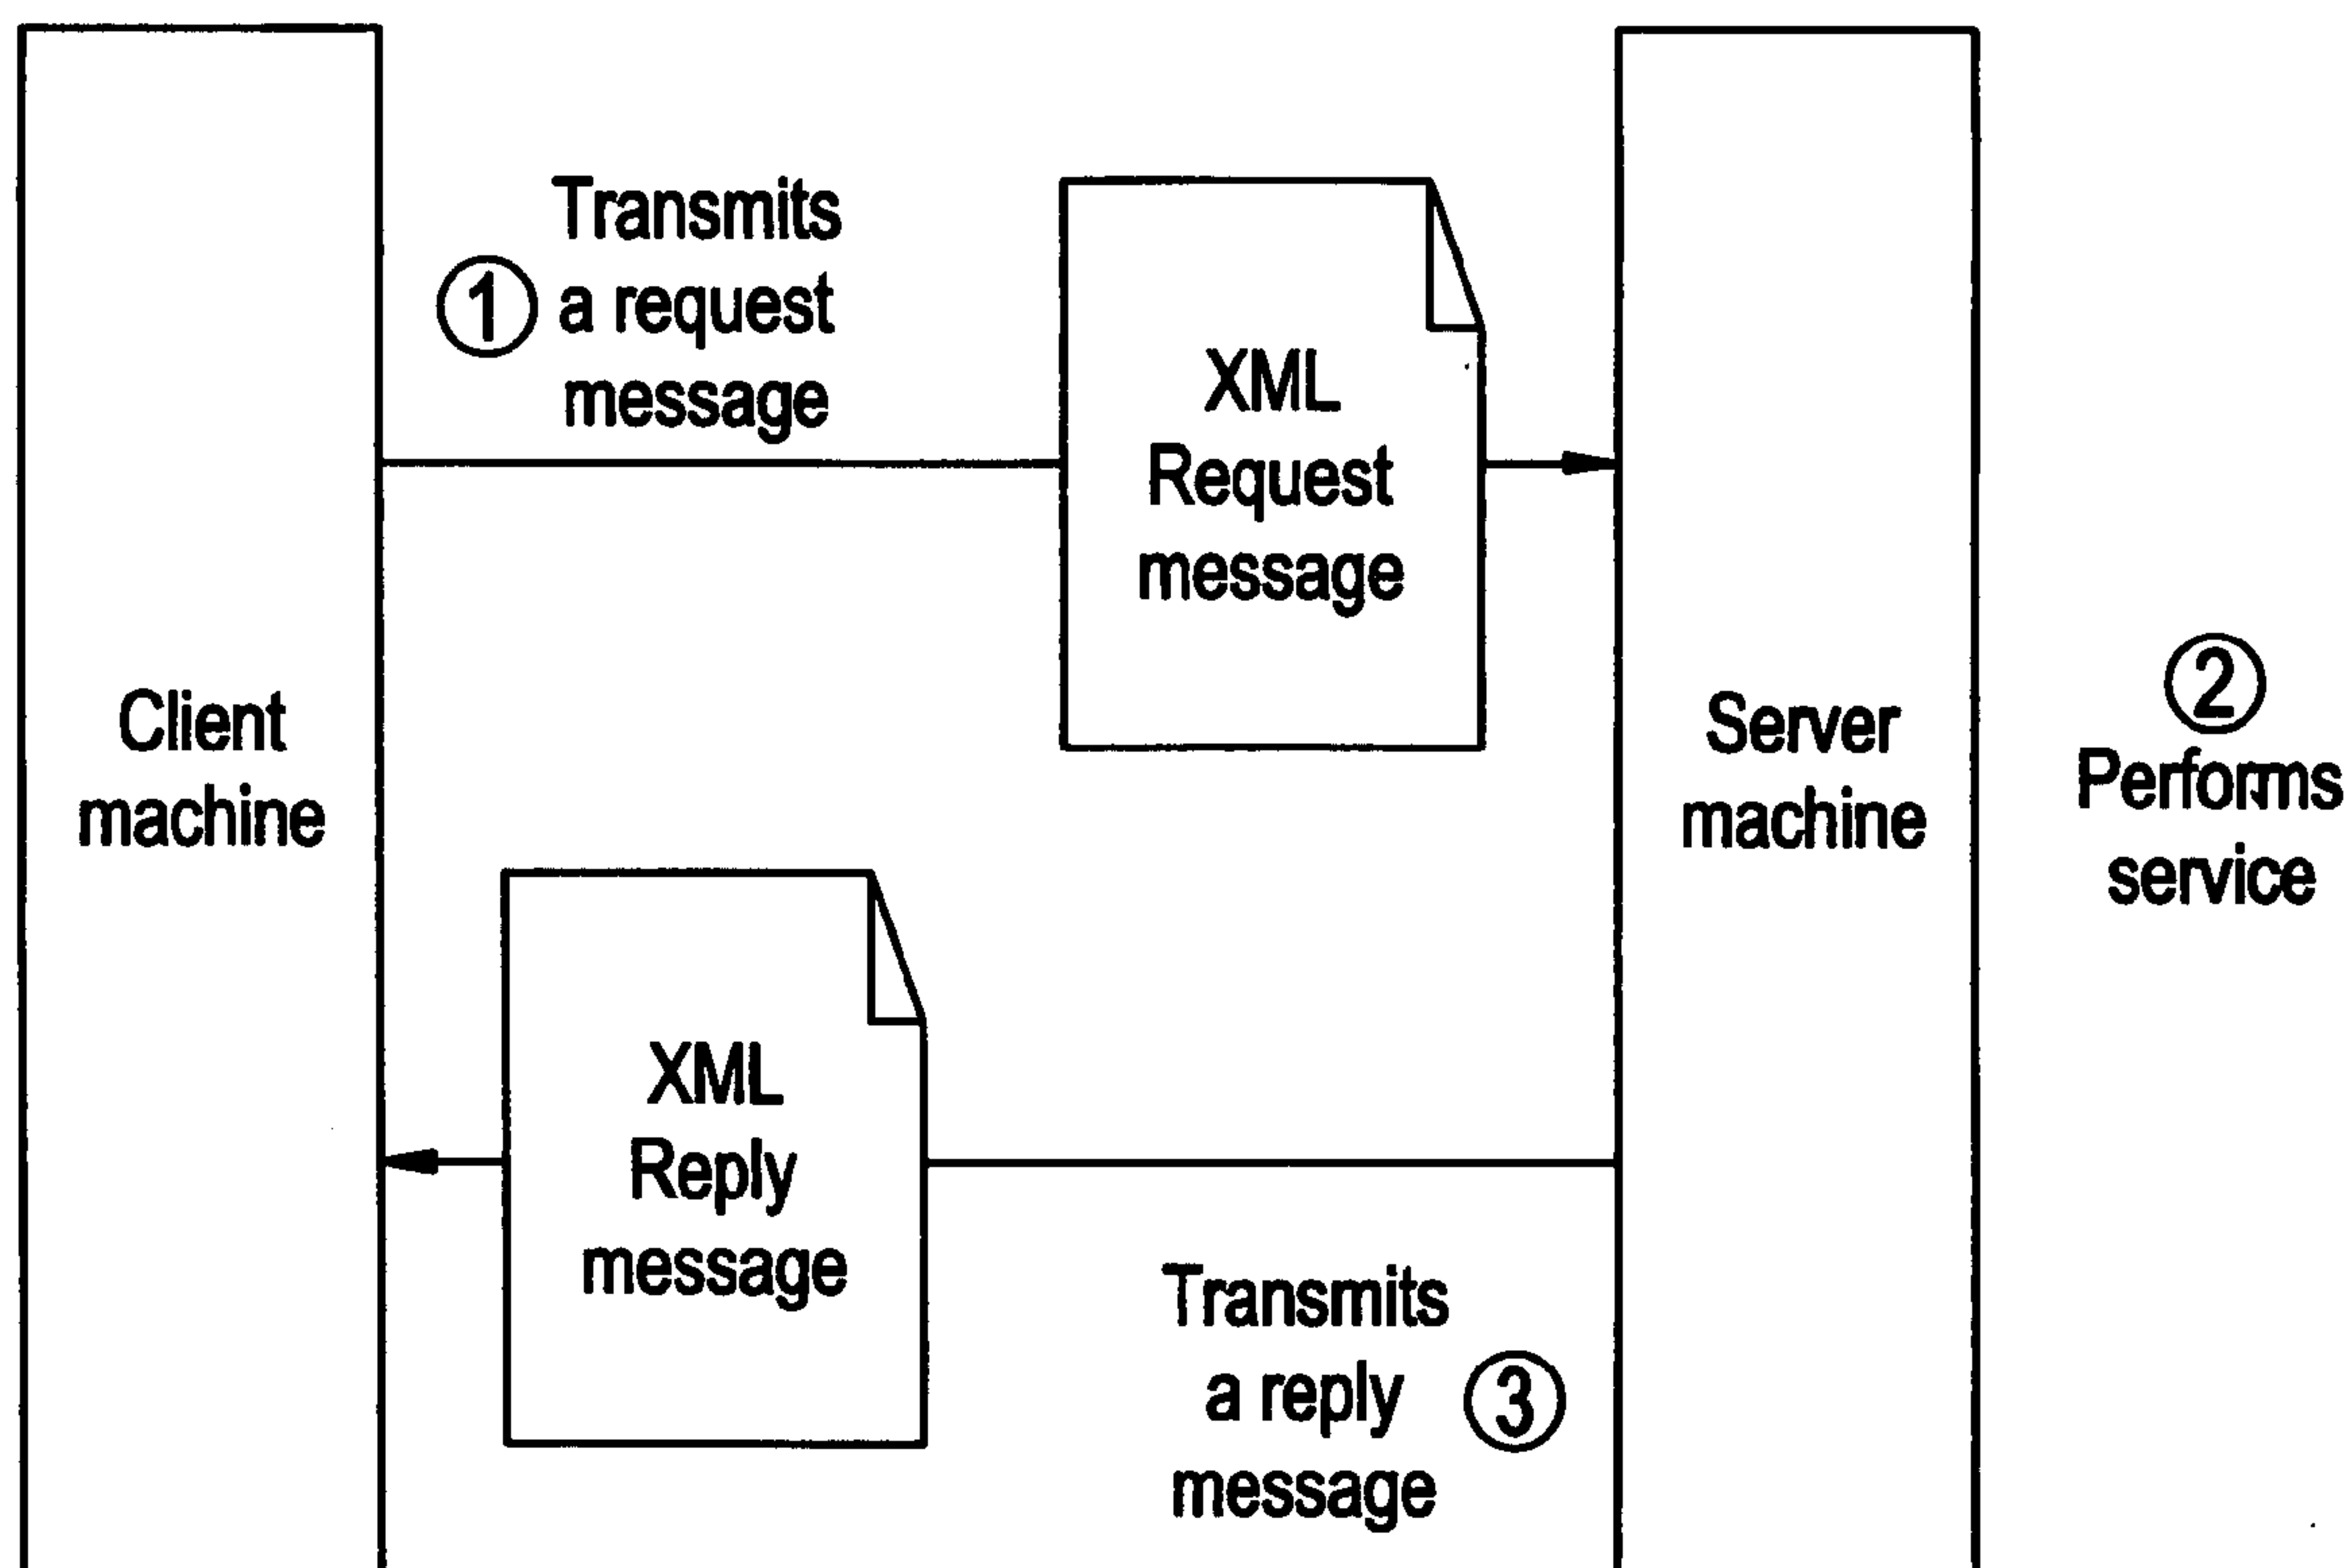 Transmits
① a request
message
XML
Request
message
Client
machine
Server
machine
②
Performs
service
XML
Reply
message
Transmits
a reply ③
message